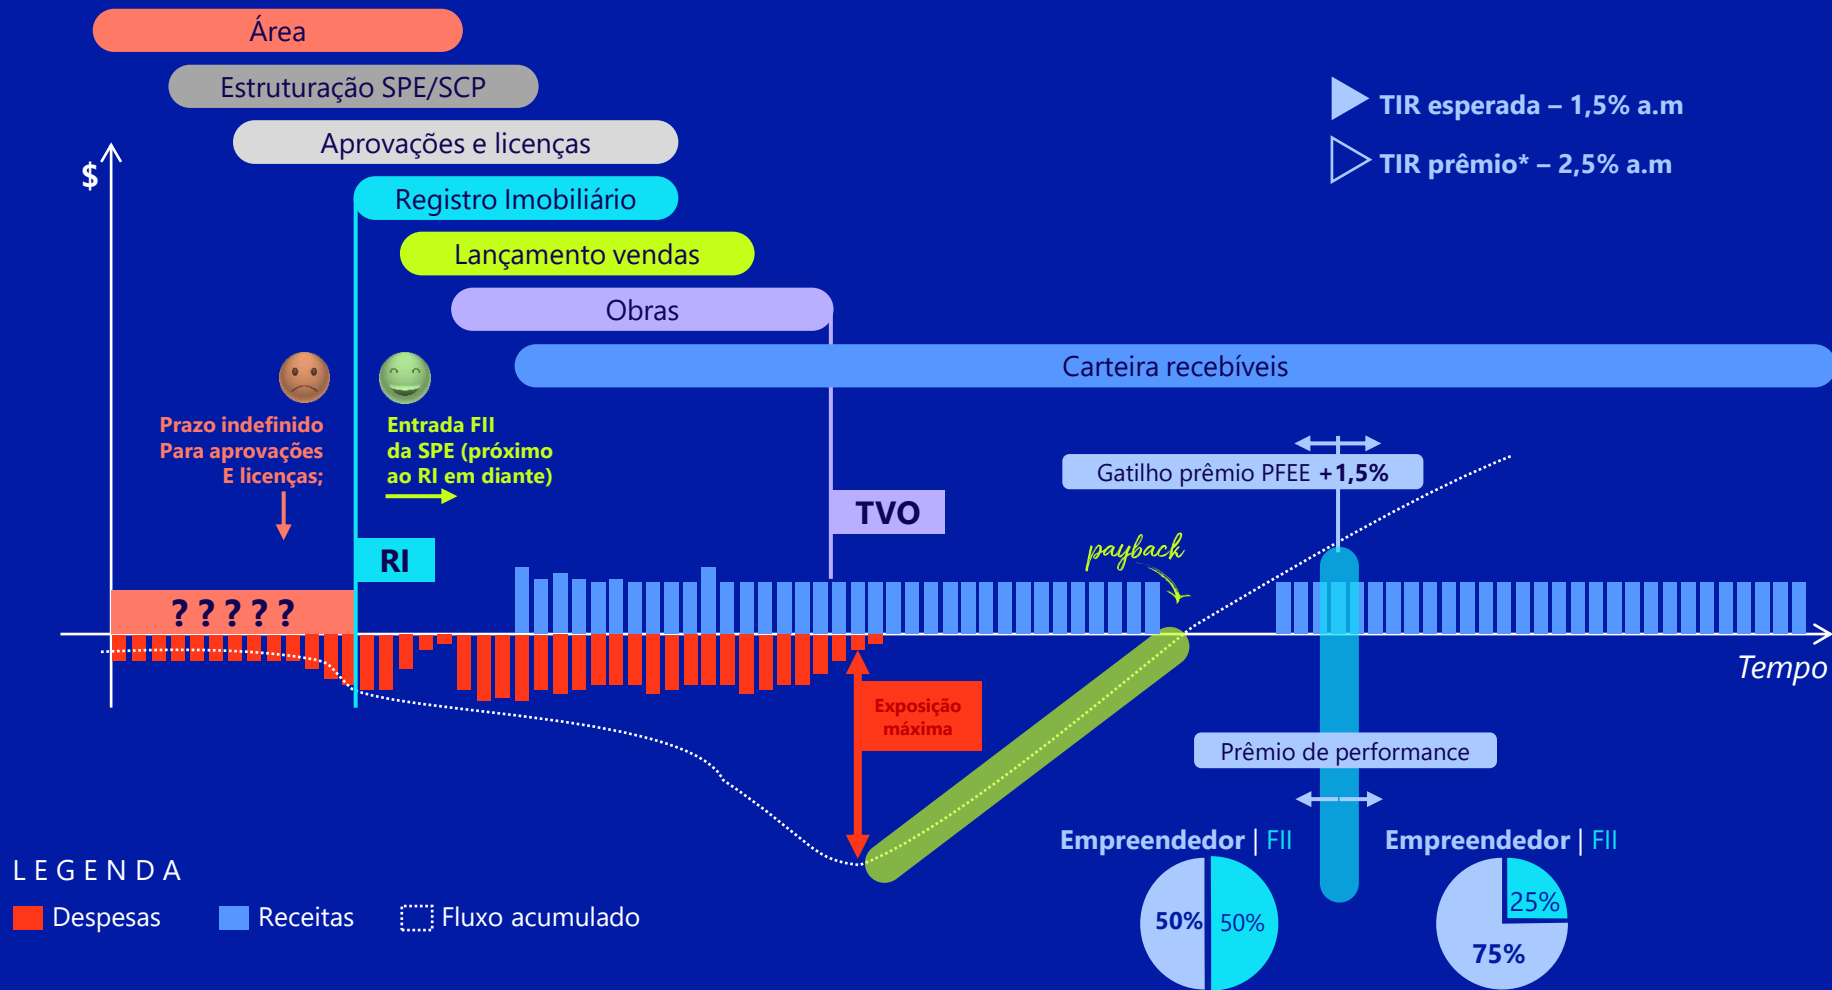 Área
Estruturação SPE/SCP
Aprovações e licenças
Registro Imobiliário
Lançamento vendas
Obras
Carteira recebíveis
TIR esperada – 1,5% a.m
TIR prêmio* – 2,5% a.m
$
Prazo indefinido
Para aprovações
E licenças;
Entrada FII
da SPE (próximo
ao RI em diante)
Gatilho prêmio PFEE +1,5%
TVO
RI
payback
? ? ? ? ?
Tempo
Exposição
máxima
Prêmio de performance
Empreendedor | FII
50%
50%
Empreendedor | FII
25%
75%
LEGENDA
Despesas
Receitas
Fluxo acumulado